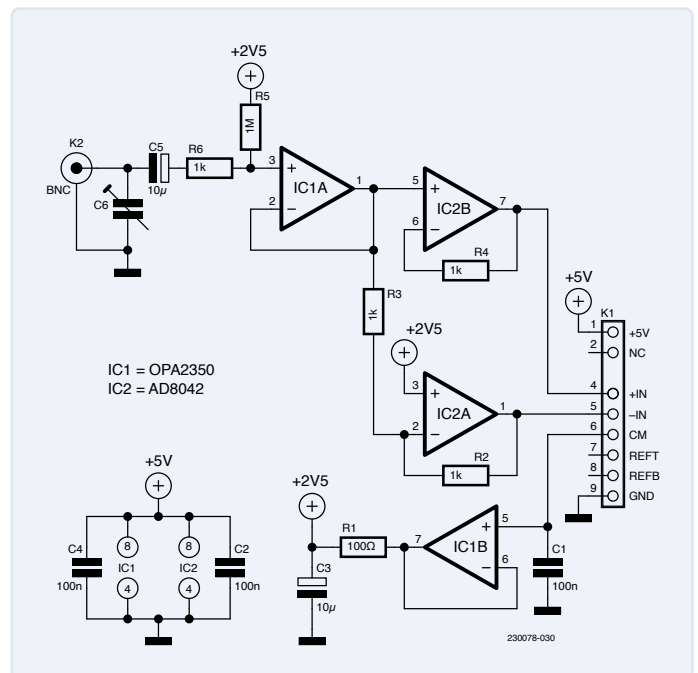 +2V5
R5
1M
K2
BNC
C5
10µ
R6
1k
C6
3
+
2
–
IC1A
1
5
+
6
–
IC2B
7
R4
1k
R3
1k
+2V5
3
+
2
–
IC2A
1
R2
1k
+5V
K1
1 +5V
2 NC
4 +IN
5 –IN
6 CM
7 REFT
8 REFB
9 GND
IC1 = OPA2350
IC2 = AD8042
+5V
C4
100n
8
IC1
4
8
IC2
4
C2
100n
+2V5
R1
100Ω
C3
10µ
7
IC1B
+
5
–
6
C1
100n
230078-030